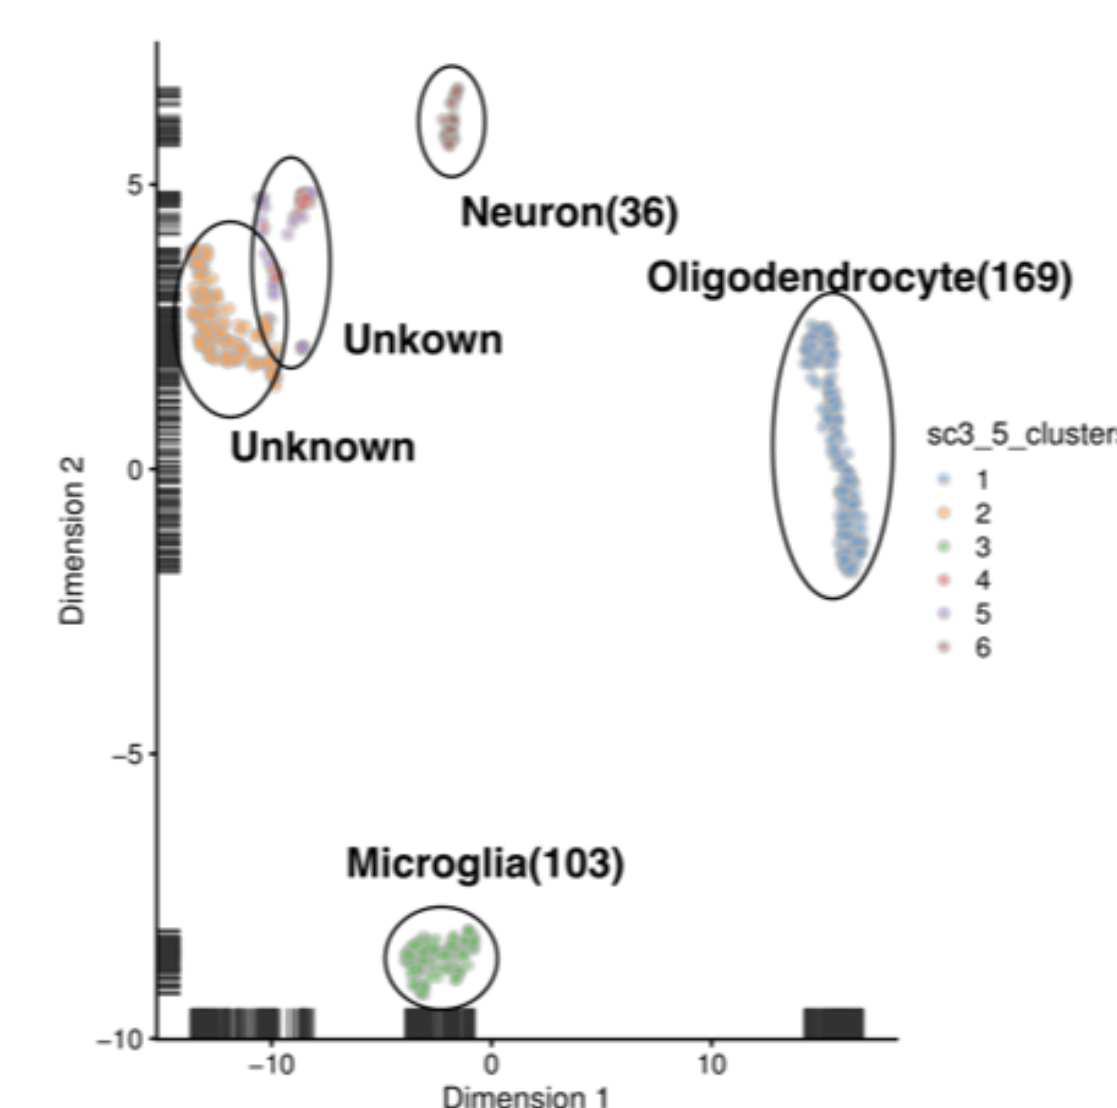 5
Neuron(36)
Oligodendrocyte(169)
Unkown
Unknown
sc3_5_clusters
0
1
2
3
4
5
6
Dimension 2
−5
Microglia(103)
−10
−10
0
10
Dimension 1